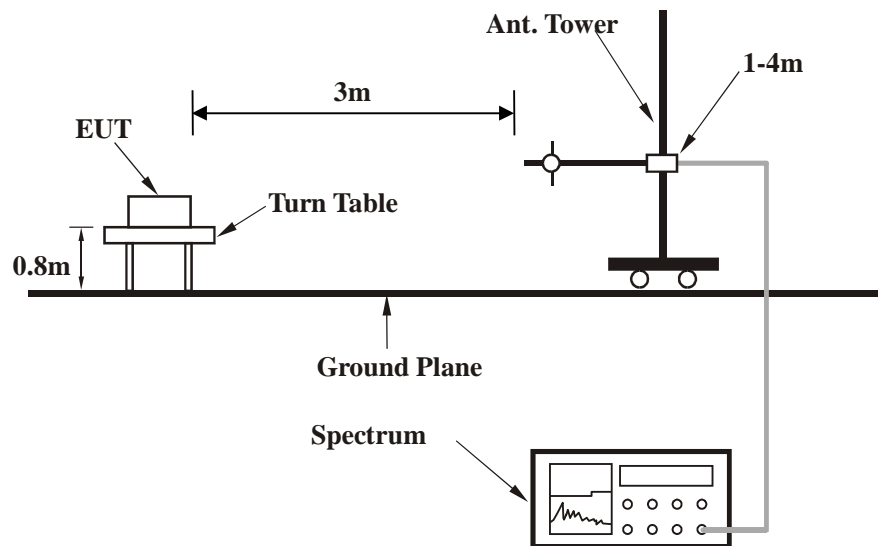 Ant. Tower
1-4m
3m
EUT
Turn Table
0.8m
Ground Plane
Spectrum